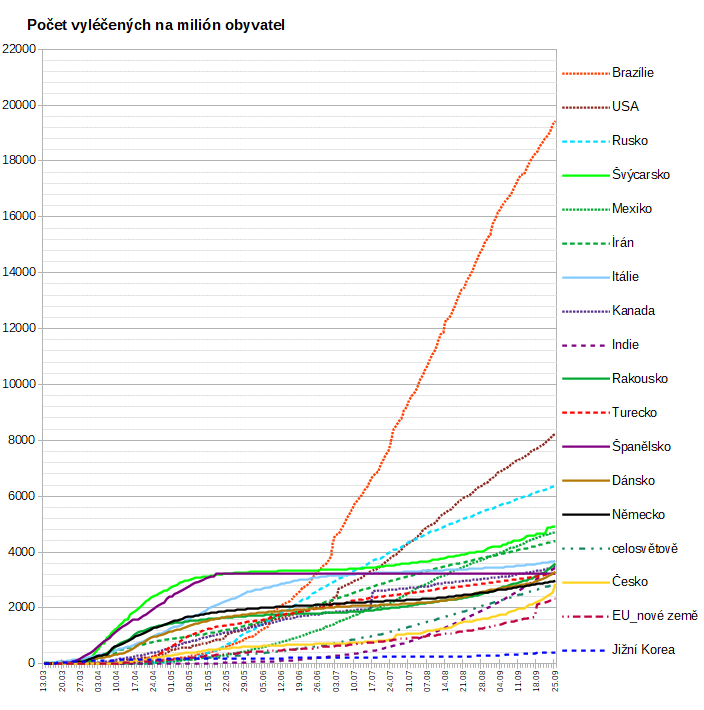 Počet vyléčených na milión obyvatel
22000
20000
18000
16000
14000
12000
10000
8000
6000
4000
2000
0
13.03
20.03
27.03
03.04
10.04
17.04
24.04
01.05
08.05
15.05
22.05
29.05
05.06
12.06
19.06
26.06
03.07
10.07
17.07
24.07
31.07
07.08
14.08
21.08
28.08
04.09
11.09
18.09
25.09
Brazílie
USA
Rusko
Švýcarsko
Mexiko
Írán
Itálie
Kanada
Indie
Rakousko
Turecko
Španělsko
Dánsko
Německo
celosvětově
Česko
EU_nové země
Jižní Korea